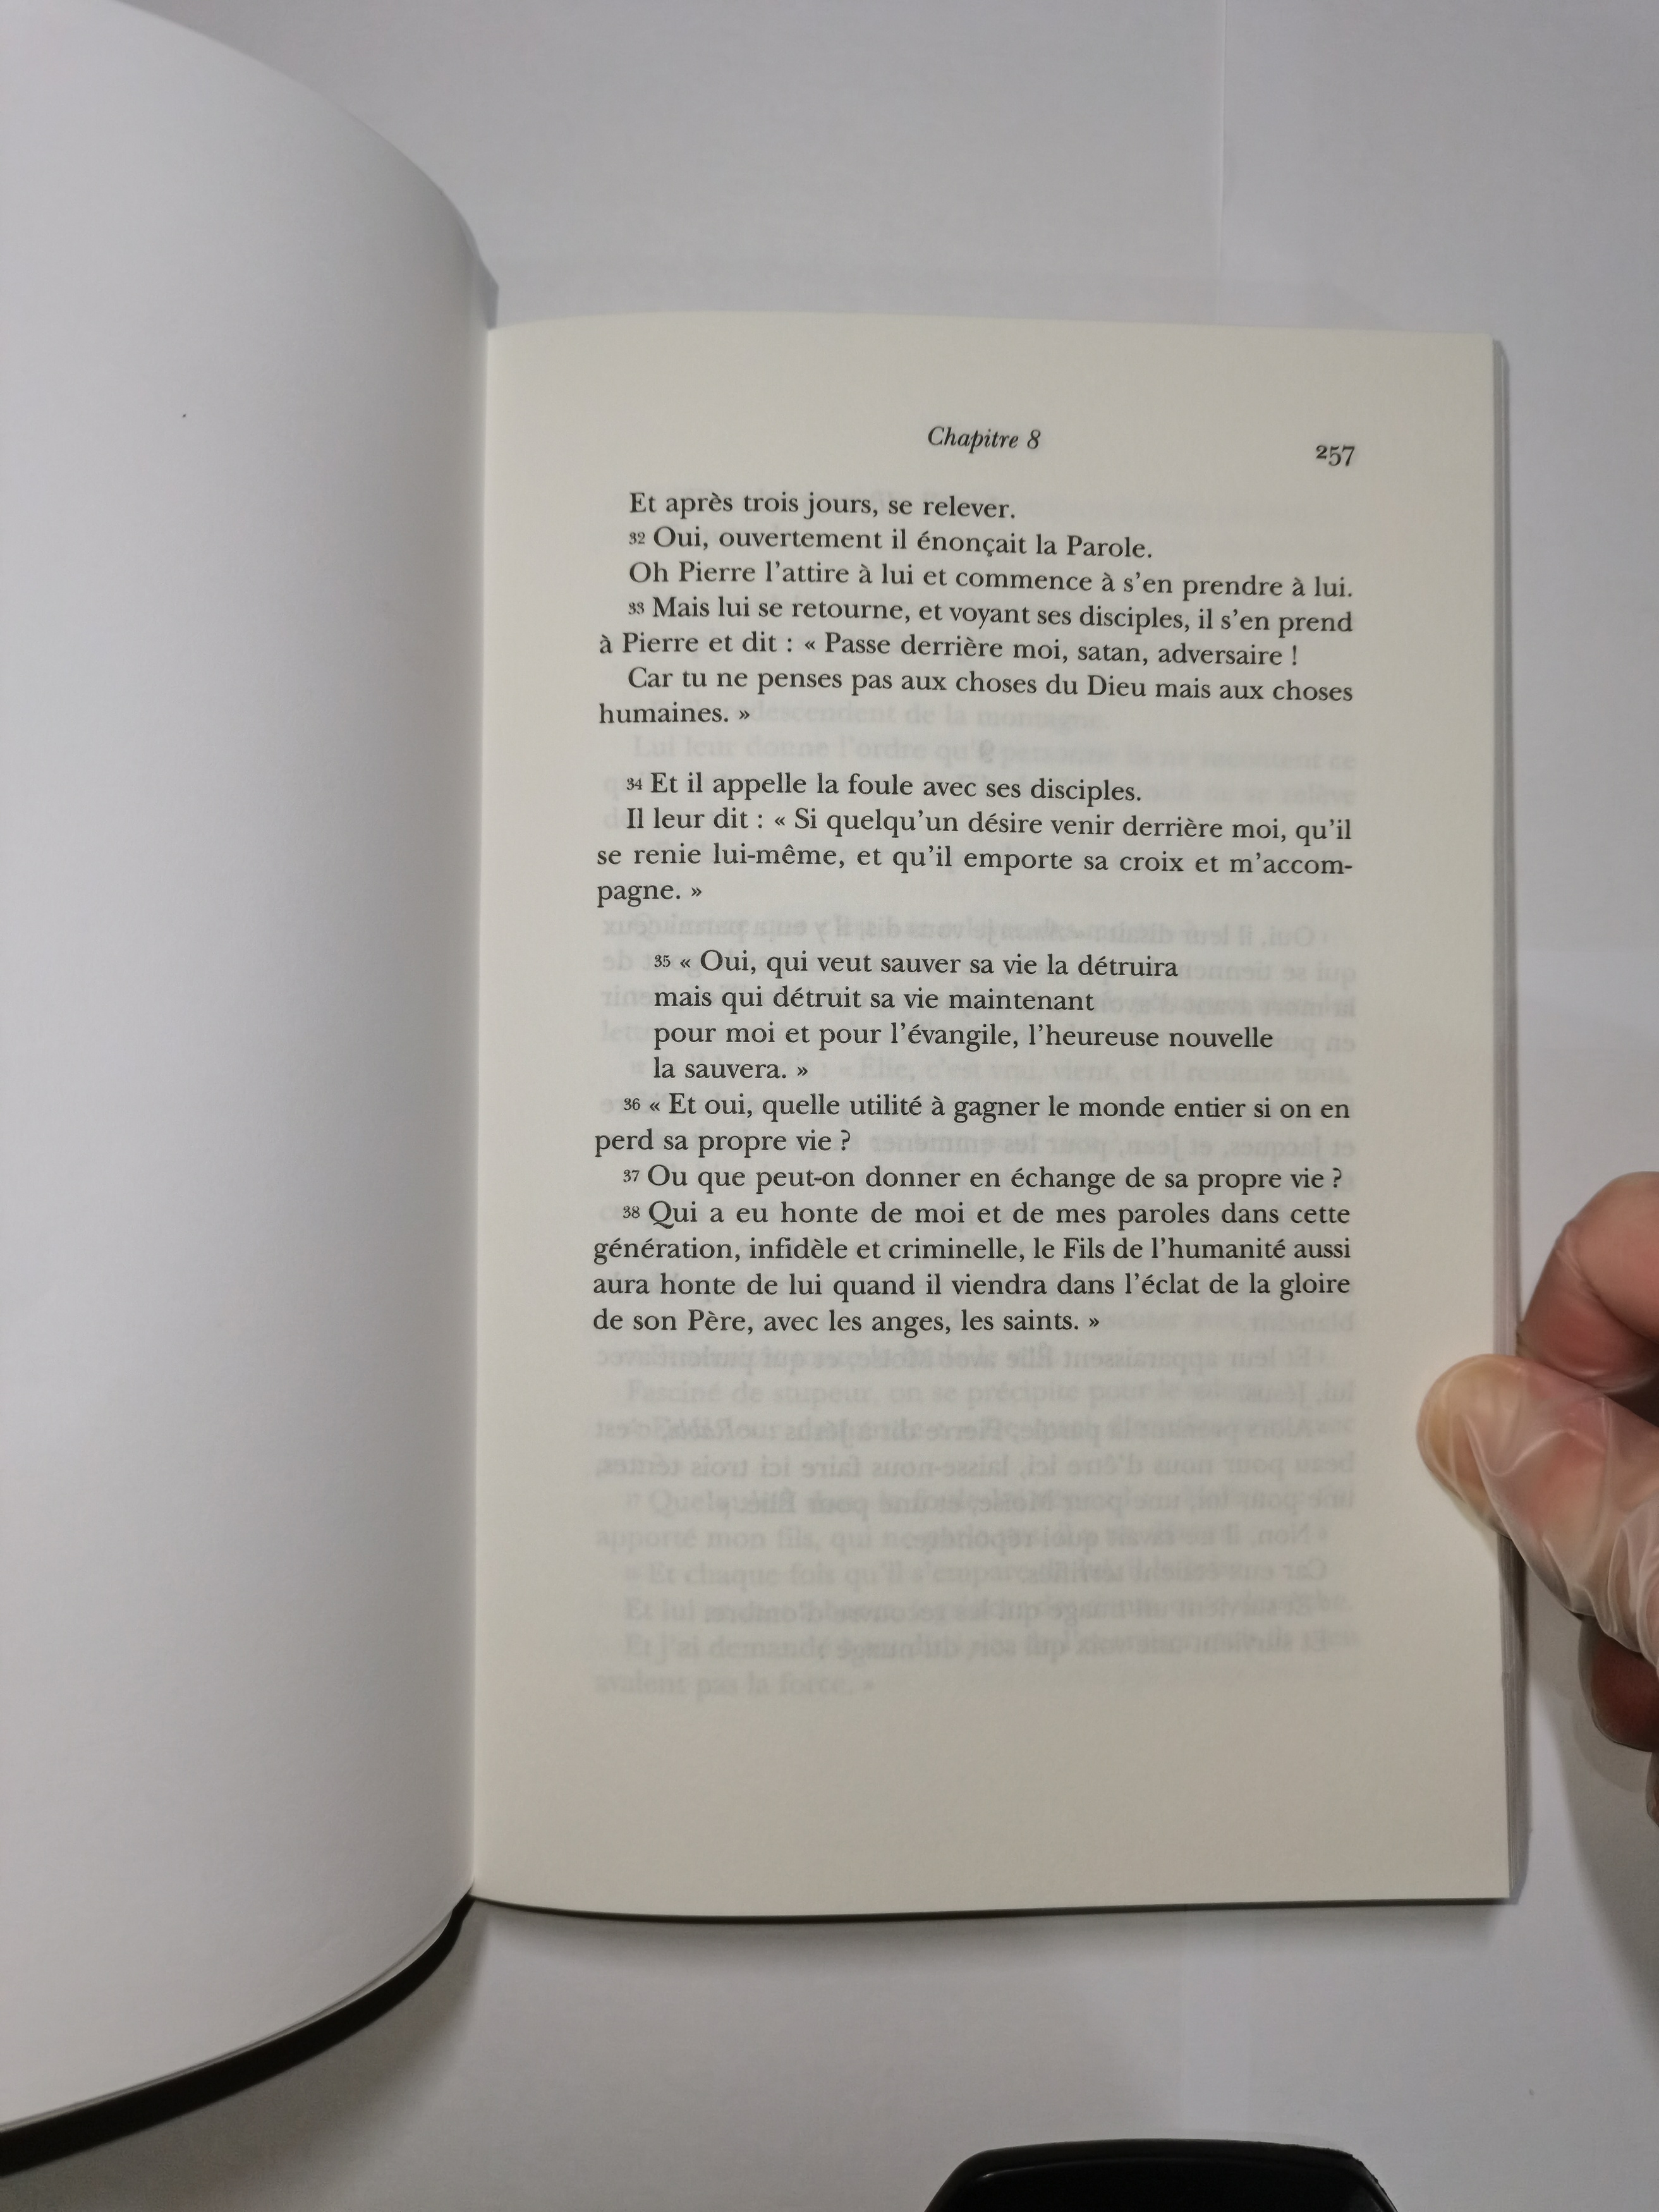 Chapitre 8
257
Et après trois jours, se relever.
32 Oui, ouvertement il énonçait la Parole.
Oh Pierre l’attire à lui et commence à s’en prendre à lui.
33 Mais lui se retourne, et voyant ses disciples, il s’en prend
à Pierre et dit : « Passe derrière moi, satan, adversaire !
Car tu ne penses pas aux choses du Dieu mais aux choses
humaines. »
34 Et il appelle la foule avec ses disciples.
Il leur dit : « Si quelqu’un désire venir derrière moi, qu’il
se renie lui-même, et qu’il emporte sa croix et m’accom-
pagne. »
35 « Oui, qui veut sauver sa vie la détruira
mais qui détruit sa vie maintenant
pour moi et pour l’évangile, l’heureuse nouvelle
la sauvera. »
36 « Et oui, quelle utilité à gagner le monde entier si on en
perd sa propre vie ?
37 Ou que peut-on donner en échange de sa propre vie ?
38 Qui a eu honte de moi et de mes paroles dans cette
génération, infidèle et criminelle, le Fils de l’humanité aussi
aura honte de lui quand il viendra dans l’éclat de la gloire
de son Père, avec les anges, les saints. »